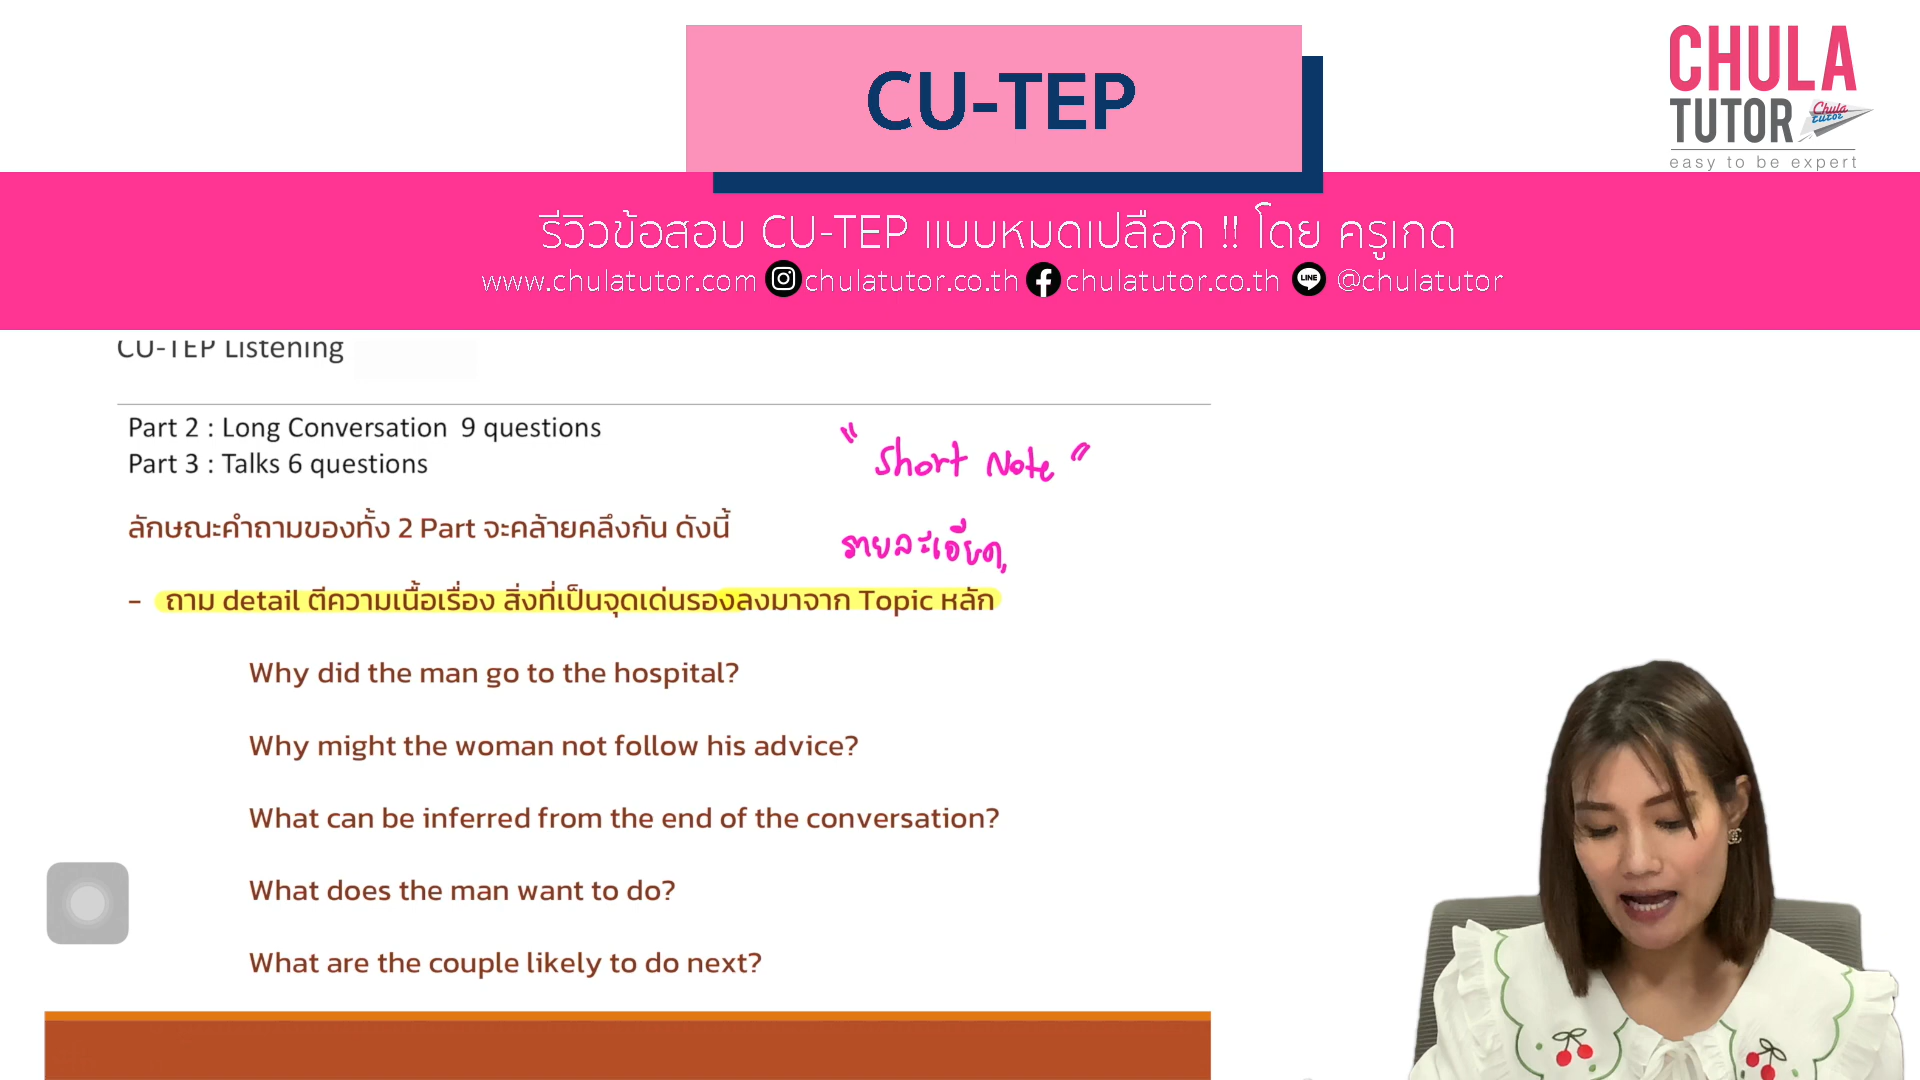 CU-TEP
CHULA
TUTOR
Chula
tutor
easy to be expert
รีวิวข้อสอบ CU-TEP แบบหมดเปลือก !! โดย ครูเกด
www.chulatutor.com chulatutor.co.th chulatutor.co.th LINE @chulatutor
CU-TEP Listening
Part 2 : Long Conversation 9 questions
Part 3 : Talks 6 questions
"Short Note"
ลักษณะคำถามของทั้ง 2 Part จะคล้ายคลึงกัน ดังนี้
รายละเอียด,
- ถาม detail ตีความเนื้อเรื่อง สิ่งที่เป็นจุดเด่นรองลงมาจาก Topic หลัก
Why did the man go to the hospital?
Why might the woman not follow his advice?
What can be inferred from the end of the conversation?
What does the man want to do?
What are the couple likely to do next?